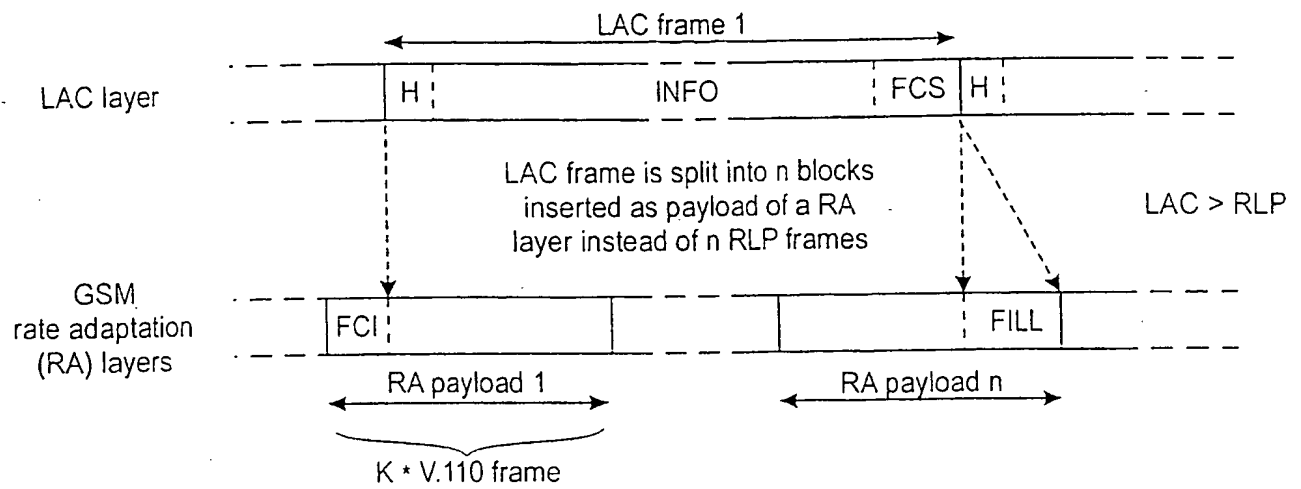 LAC frame 1
LAC layer
H
INFO
FCS
H
LAC frame is split into n blocks
inserted as payload of a RA
layer instead of n RLP frames
LAC > RLP
GSM
rate adaptation
(RA) layers
FCI
FILL
RA payload 1
RA payload n
K * V.110 frame